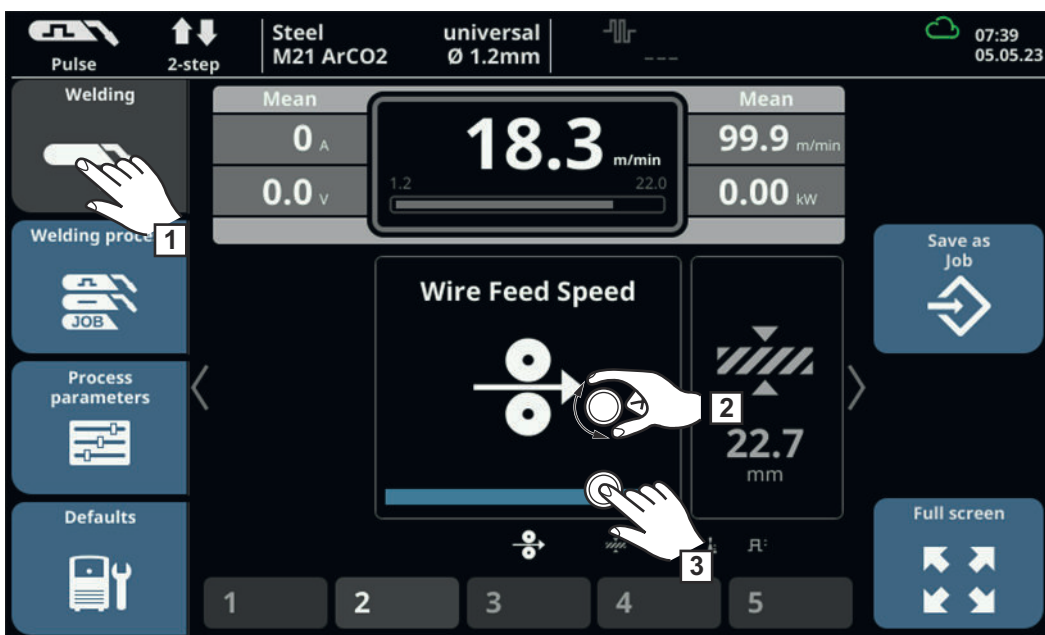 Pulse
2-step
Steel
M21 ArCO2
universal
Ø 1.2mm
---
07:39
05.05.23
Welding
1
Mean
0 A
0.0 V
18.3 m/min
1.2
22.0
Mean
99.9 m/min
0.00 kW
Welding
JOB
Process
parameters
Defaults
Wire Feed Speed
2
3
22.7
mm
Save as
Job
Full screen
1
2
3
4
5